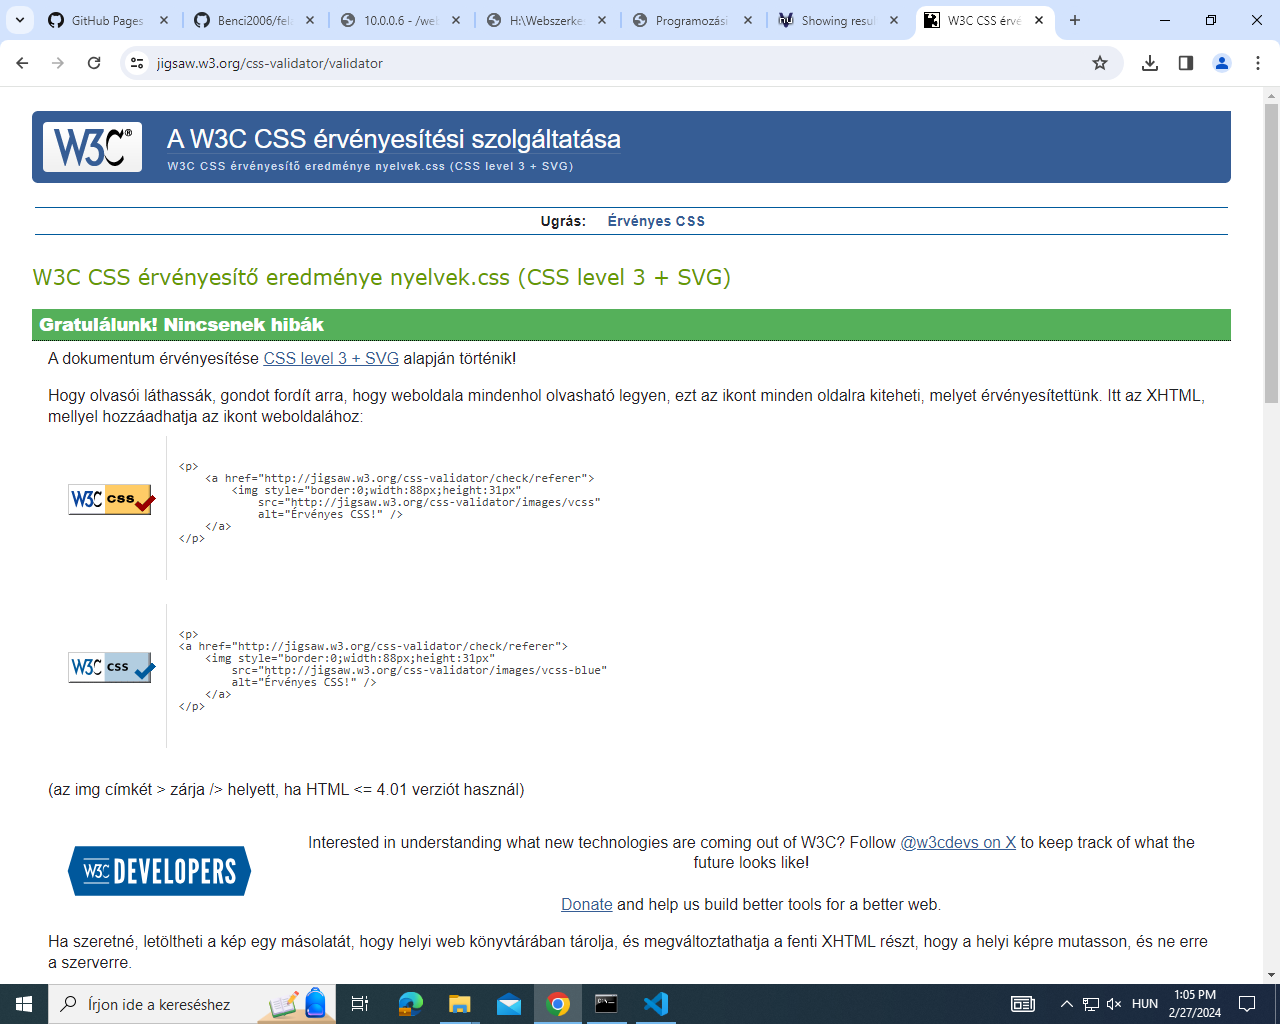 GitHub Pages
Benci2006/felc
10.0.0.6 - /web
H:\Webszerkes
Programozási
Showing resul
W3C CSS érvé
jigsaw.w3.org/css-validator/validator
W3C®
A W3C CSS érvényesítési szolgáltatása
W3C CSS érvényesítő eredménye nyelvek.css (CSS level 3 + SVG)
Ugrás: Érvényes CSS
W3C CSS érvényesítő eredménye nyelvek.css (CSS level 3 + SVG)
Gratulálunk! Nincsenek hibák
A dokumentum érvényesítése CSS level 3 + SVG alapján történik!
Hogy olvasói láthassák, gondot fordít arra, hogy weboldala mindenhol olvasható legyen, ezt az ikont minden oldalra kiteheti, melyet érvényesítettünk. Itt az XHTML,
mellyel hozzáadhatja az ikont weboldalához:
W3C css
<p>
<a href="http://jigsaw.w3.org/css-validator/check/referer">
<img style="border:0;width:88px;height:31px"
src="http://jigsaw.w3.org/css-validator/images/vcss"
alt="Érvényes CSS!" />
</a>
</p>
W3C css
<p>
<a href="http://jigsaw.w3.org/css-validator/check/referer">
<img style="border:0;width:88px;height:31px"
src="http://jigsaw.w3.org/css-validator/images/vcss-blue"
alt="Érvényes CSS!" />
</a>
</p>
(az img címkét > zárja /> helyett, ha HTML <= 4.01 verziót használ)
W3C DEVELOPERS
Interested in understanding what new technologies are coming out of W3C? Follow @w3cdevs on X to keep track of what the
future looks like!
Donate and help us build better tools for a better web.
Ha szeretné, letöltheti a kép egy másolatát, hogy helyi web könyvtárában tárolja, és megváltoztathatja a fenti XHTML részt, hogy a helyi képre mutasson, és ne erre
a szerverre.
Írjon ide a kereséshez
HUN
1:05 PM
2/27/2024